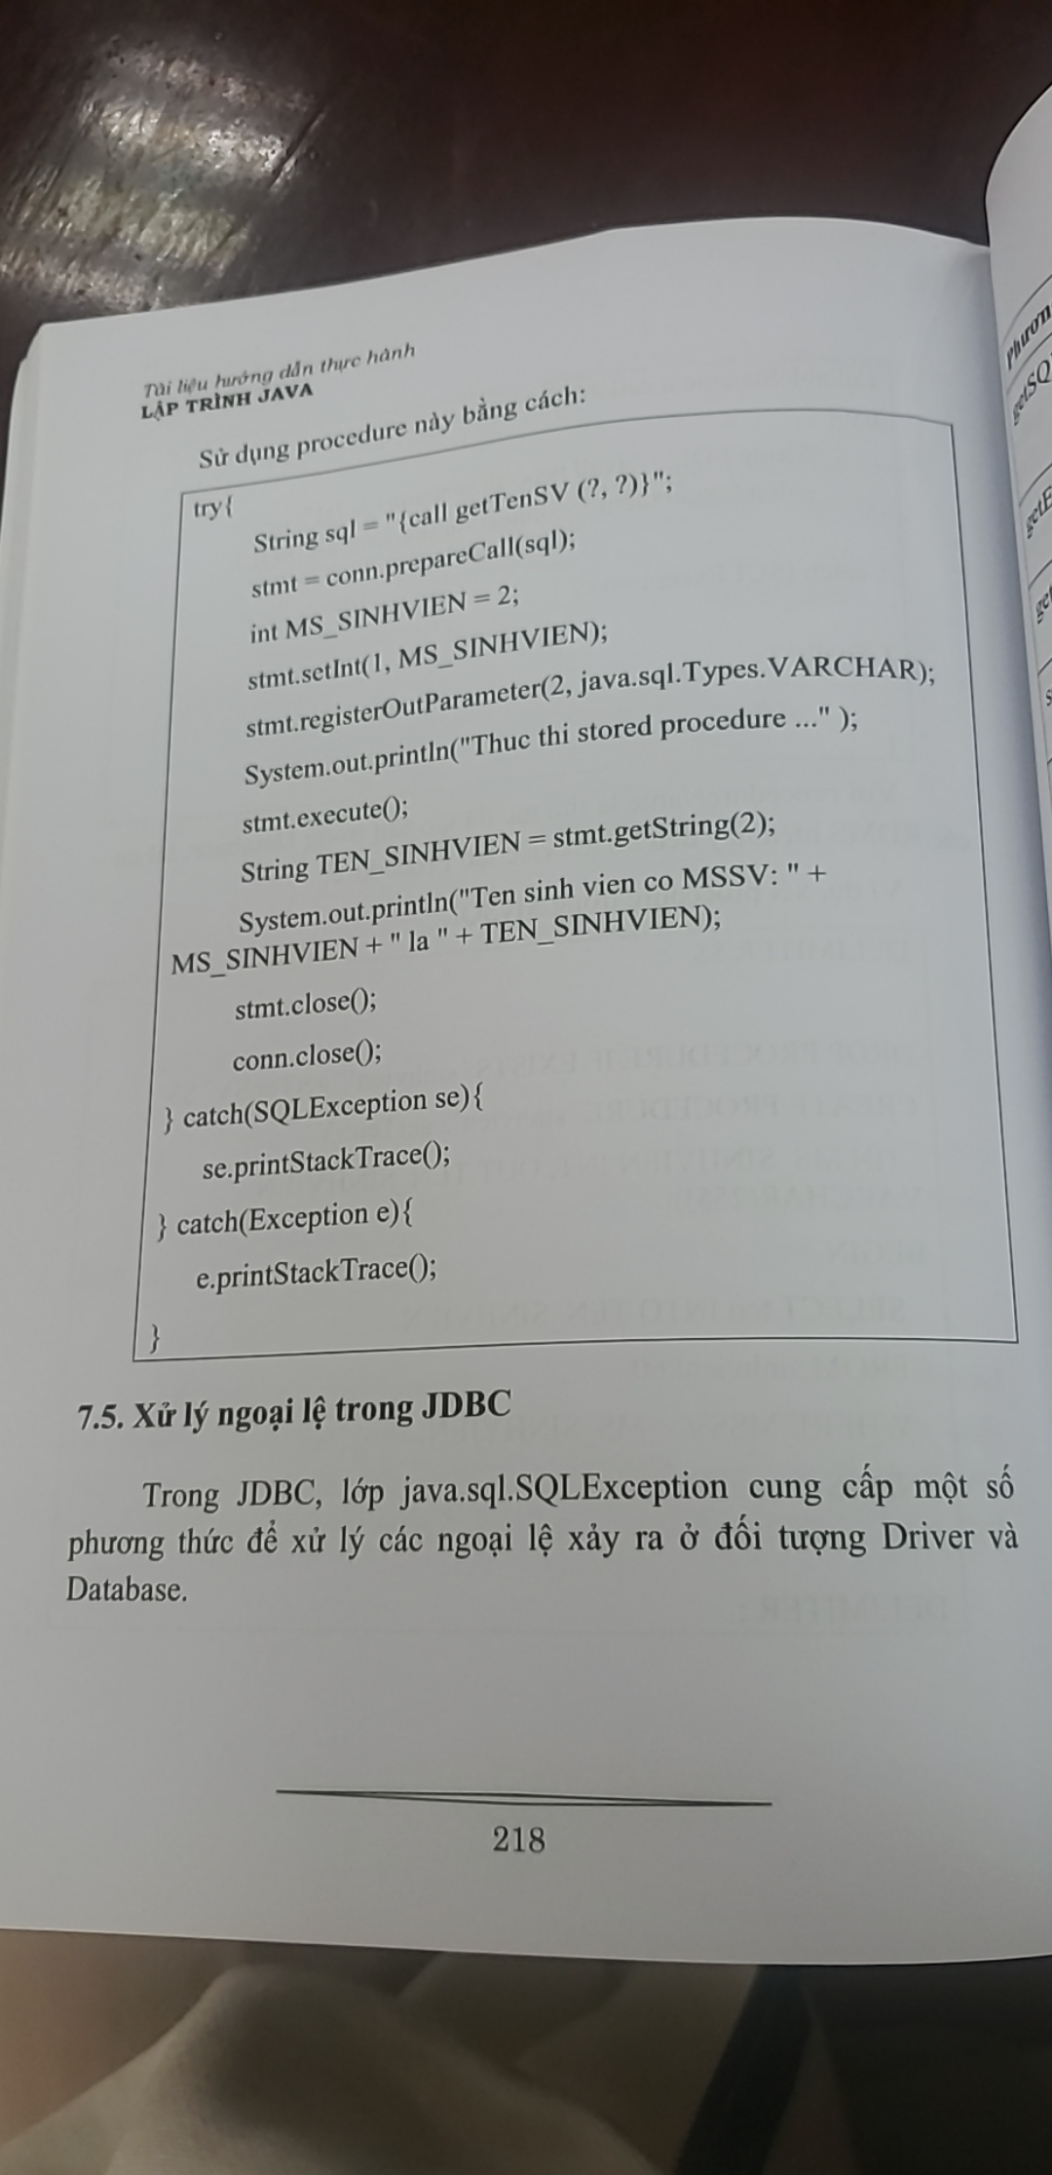 Tài liệu hướng dẫn thực hành
LẬP TRÌNH JAVA
Sử dụng procedure này bằng cách:
try{
String sql = "{call getTenSV (?, ?)}";
stmt = conn.prepareCall(sql);
int MS_SINHVIEN = 2;
stmt.setInt(1, MS_SINHVIEN);
stmt.registerOutParameter(2, java.sql.Types.VARCHAR);
System.out.println("Thuc thi stored procedure ..." );
stmt.execute();
String TEN_SINHVIEN = stmt.getString(2);
System.out.println("Ten sinh vien co MSSV: " +
MS_SINHVIEN + " la " + TEN_SINHVIEN);
stmt.close();
conn.close();
} catch(SQLException se){
se.printStackTrace();
} catch(Exception e){
e.printStackTrace();
}
7.5. Xử lý ngoại lệ trong JDBC
Trong JDBC, lớp java.sql.SQLException cung cấp một số
phương thức để xử lý các ngoại lệ xảy ra ở đối tượng Driver và
Database.
218